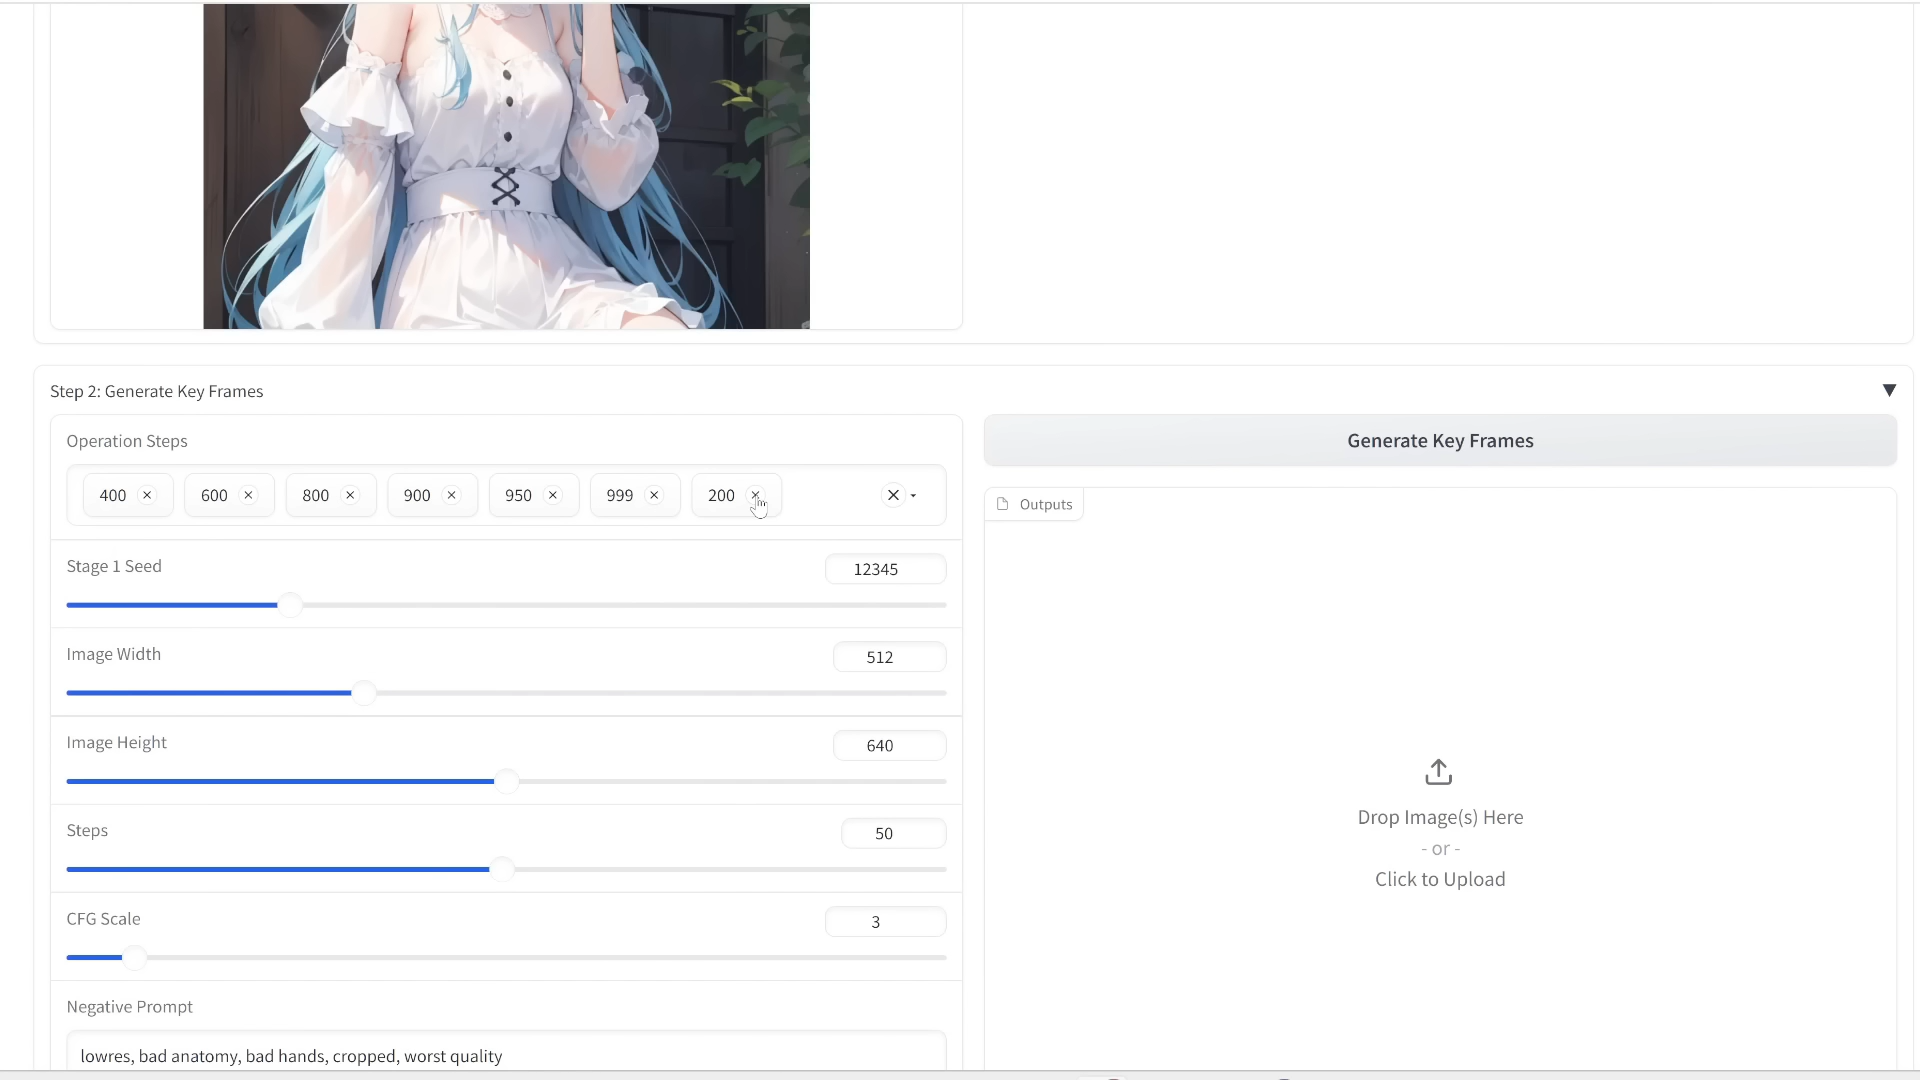 Step 2: Generate Key Frames
Operation Steps
400 × 600 × 800 × 900 × 950 × 999 × 200 ×
Stage 1 Seed
12345
Image Width
512
Image Height
640
Steps
50
CFG Scale
3
Negative Prompt
lowres, bad anatomy, bad hands, cropped, worst quality
Generate Key Frames
Outputs
Drop Image(s) Here
- or -
Click to Upload